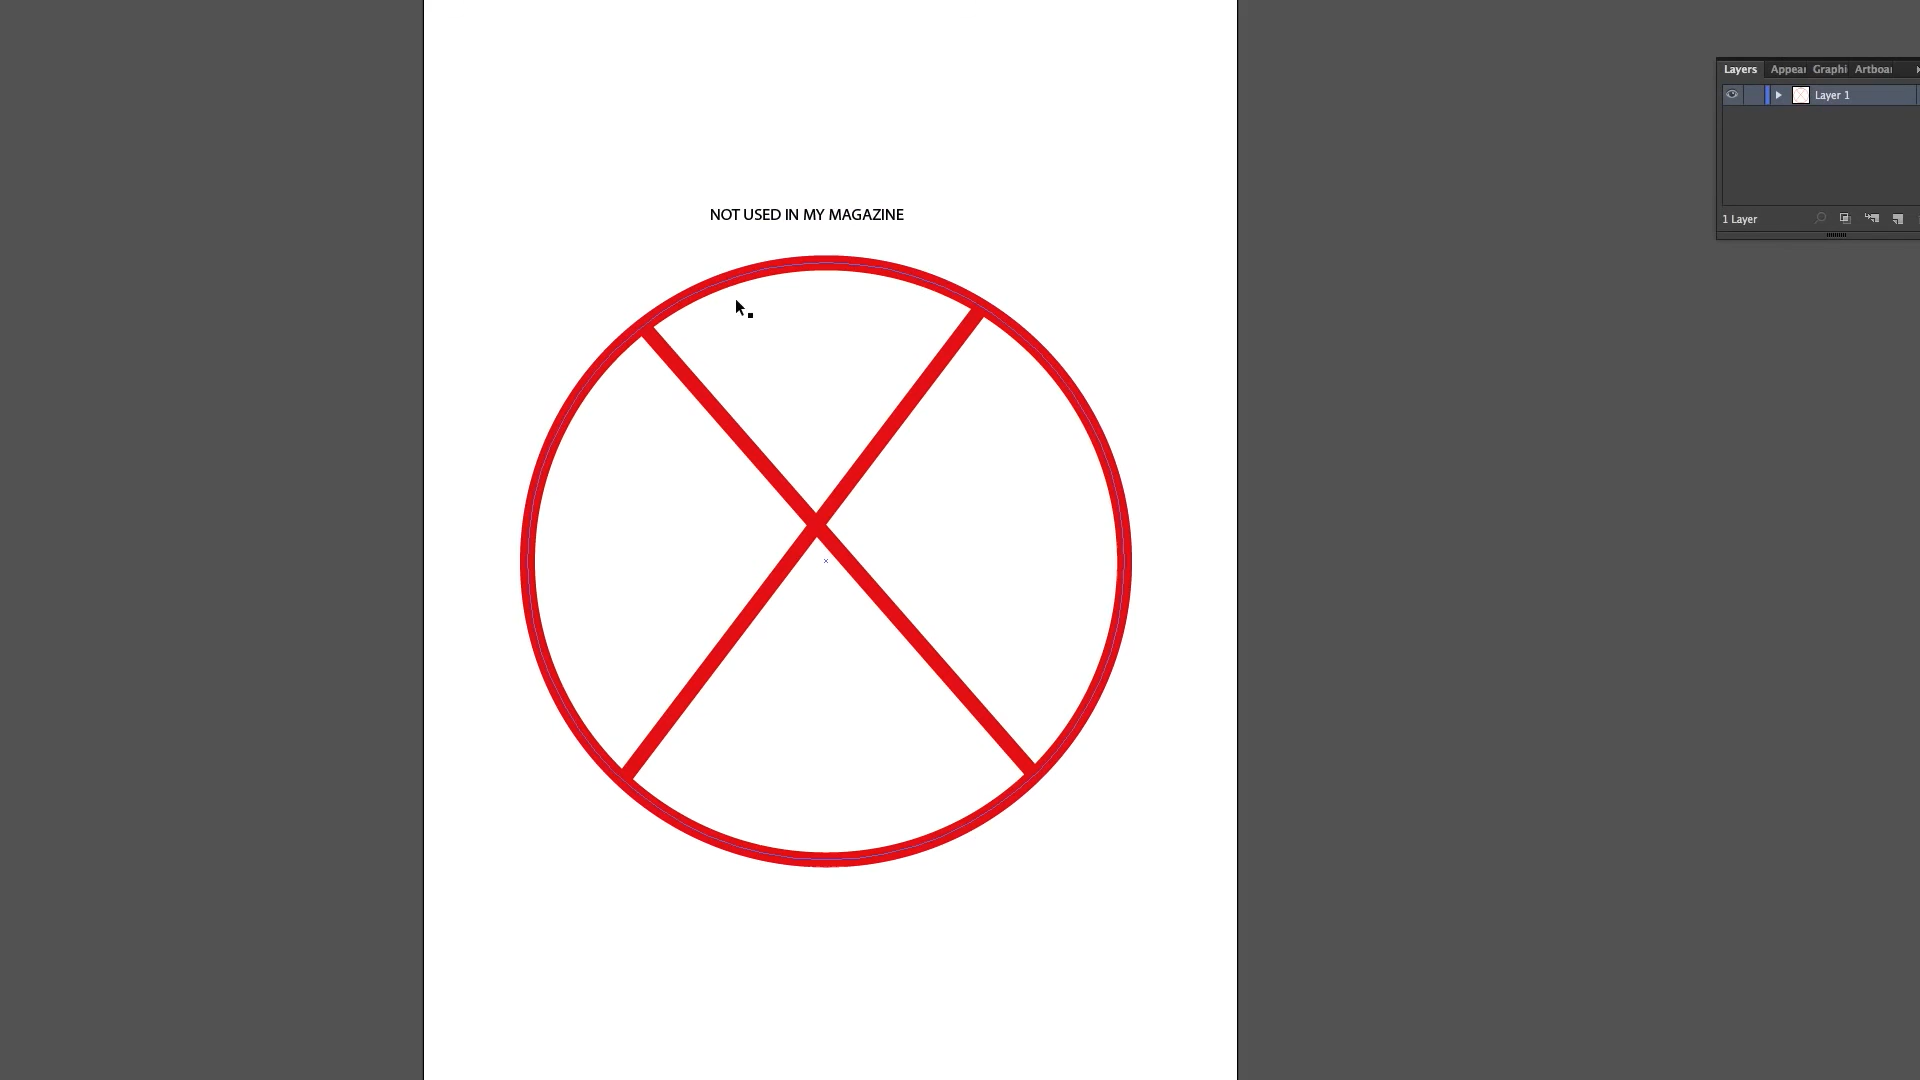 Layers Appear Graphi Artboar
Layer 1
NOT USED IN MY MAGAZINE
1 Layer